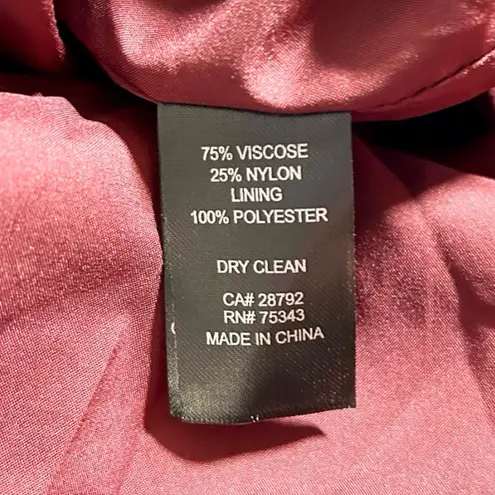 75% VISCOSE
25% NYLON
LINING
100% POLYESTER
DRY CLEAN
CA# 28792
RN# 75343
MADE IN CHINA